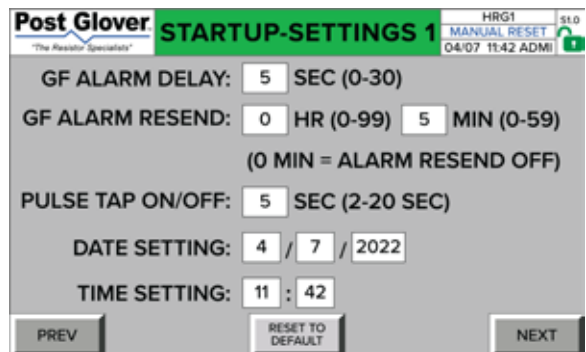 Post Glover
"The Resistor Specialists"
STARTUP-SETTINGS 1
HRG1
MANUAL RESET
04/07 11:42 ADMI
S1.0
GF ALARM DELAY: 5 SEC (0-30)
GF ALARM RESEND: 0 HR (0-99) 5 MIN (0-59)
(0 MIN = ALARM RESEND OFF)
PULSE TAP ON/OFF: 5 SEC (2-20 SEC)
DATE SETTING: 4 / 7 / 2022
TIME SETTING: 11 : 42
PREV
RESET TO
DEFAULT
NEXT